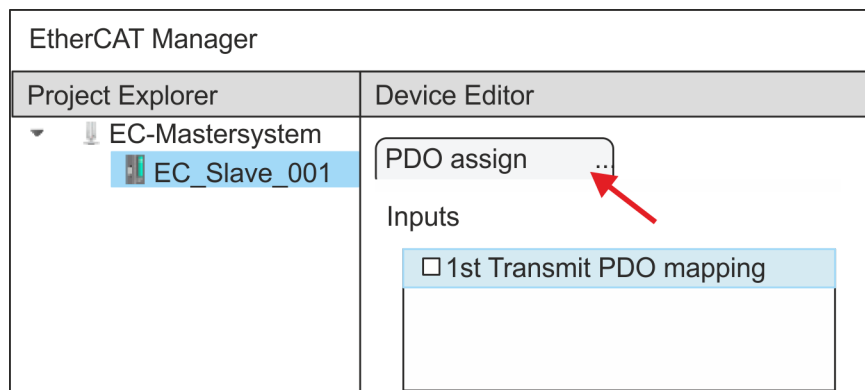 EtherCAT Manager
Project Explorer
Device Editor
EC-Mastersystem
EC_Slave_001
PDO assign ...
Inputs
1st Transmit PDO mapping